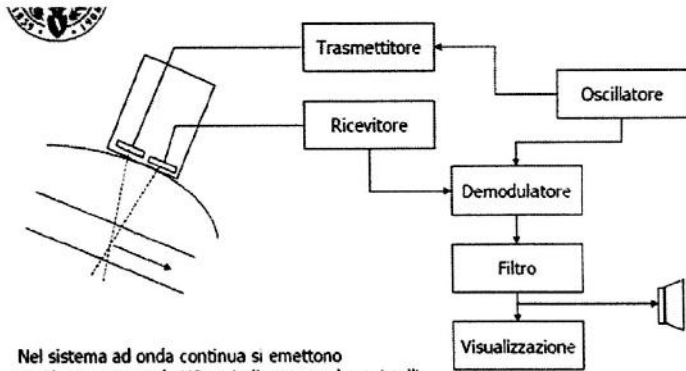 Trasmettitore
Oscillatore
Ricevitore
Demodulatore
Filtro
Visualizzazione
Nel sistema ad onda continua si emettono